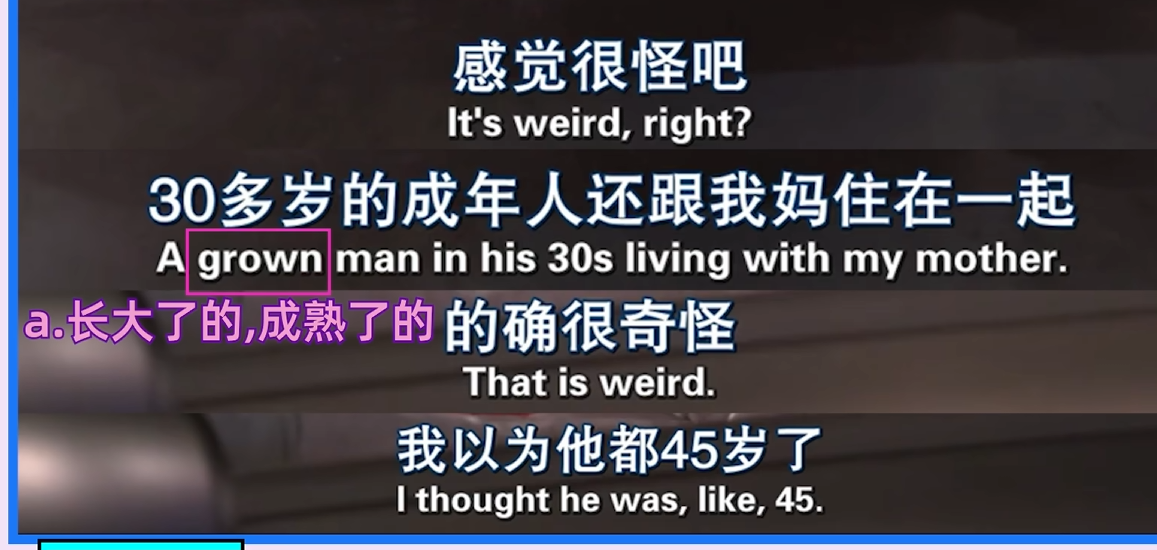 感觉很怪吧
It's weird, right?
30多岁的成年人还跟我妈住在一起
A grown man in his 30s living with my mother.
a.长大了的,成熟了的
的确很奇怪
That is weird.
我以为他都45岁了
I thought he was, like, 45.